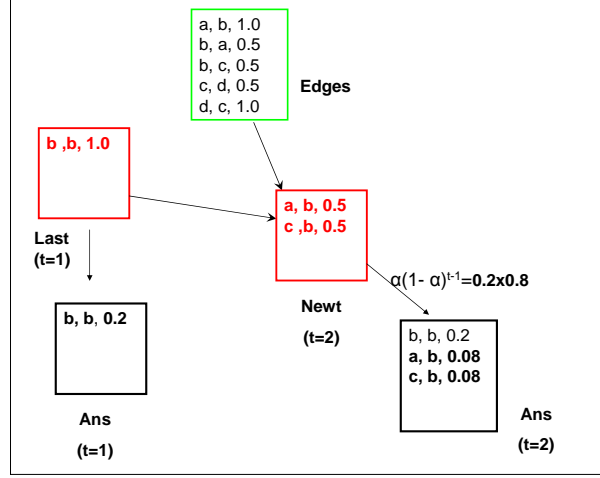 a, b, 1.0
b, a, 0.5
b, c, 0.5
c, d, 0.5
d, c, 1.0
Edges
b ,b, 1.0
Last
(t=1)
a, b, 0.5
c ,b, 0.5
Newt
(t=2)
α(1- α)ᵗ⁻¹=0.2x0.8
b, b, 0.2
Ans
(t=1)
b, b, 0.2
a, b, 0.08
c, b, 0.08
Ans
(t=2)